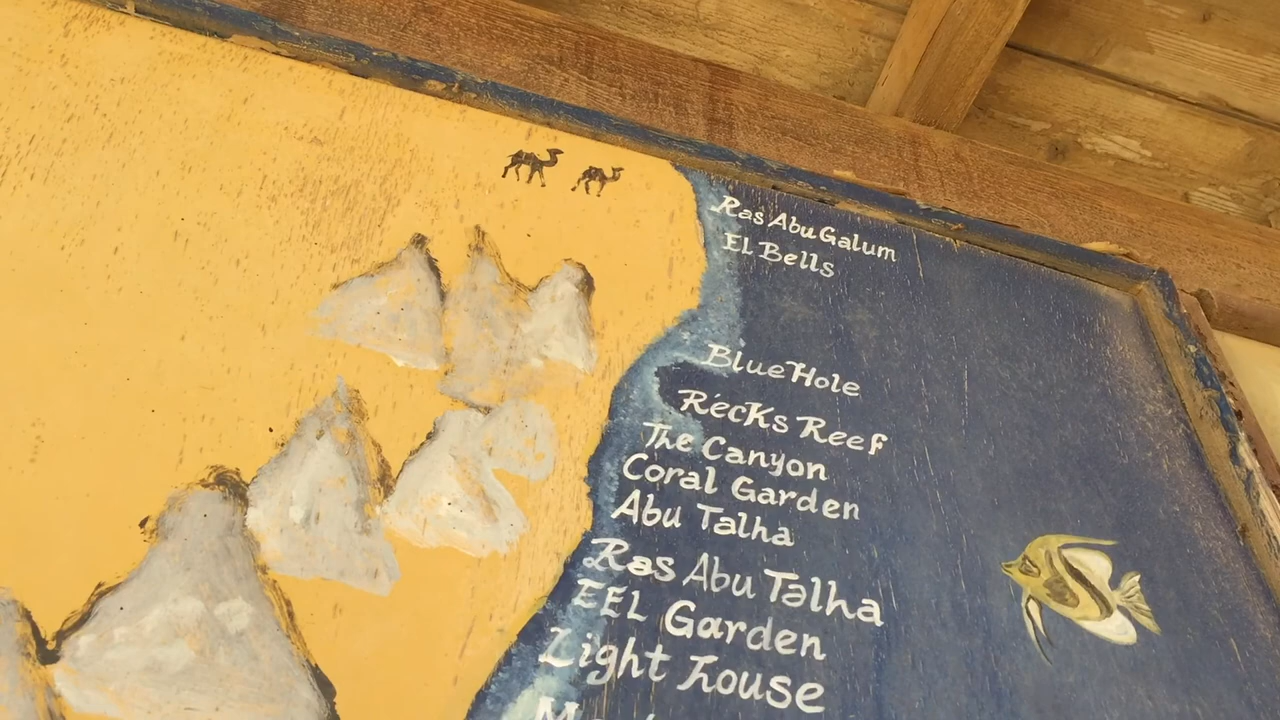 Ras Abu Galum
EL Bells
Blue Hole
Recks Reef
The Canyon
Coral Garden
Abu Talha
Ras Abu Talha
EEL Garden
Light house